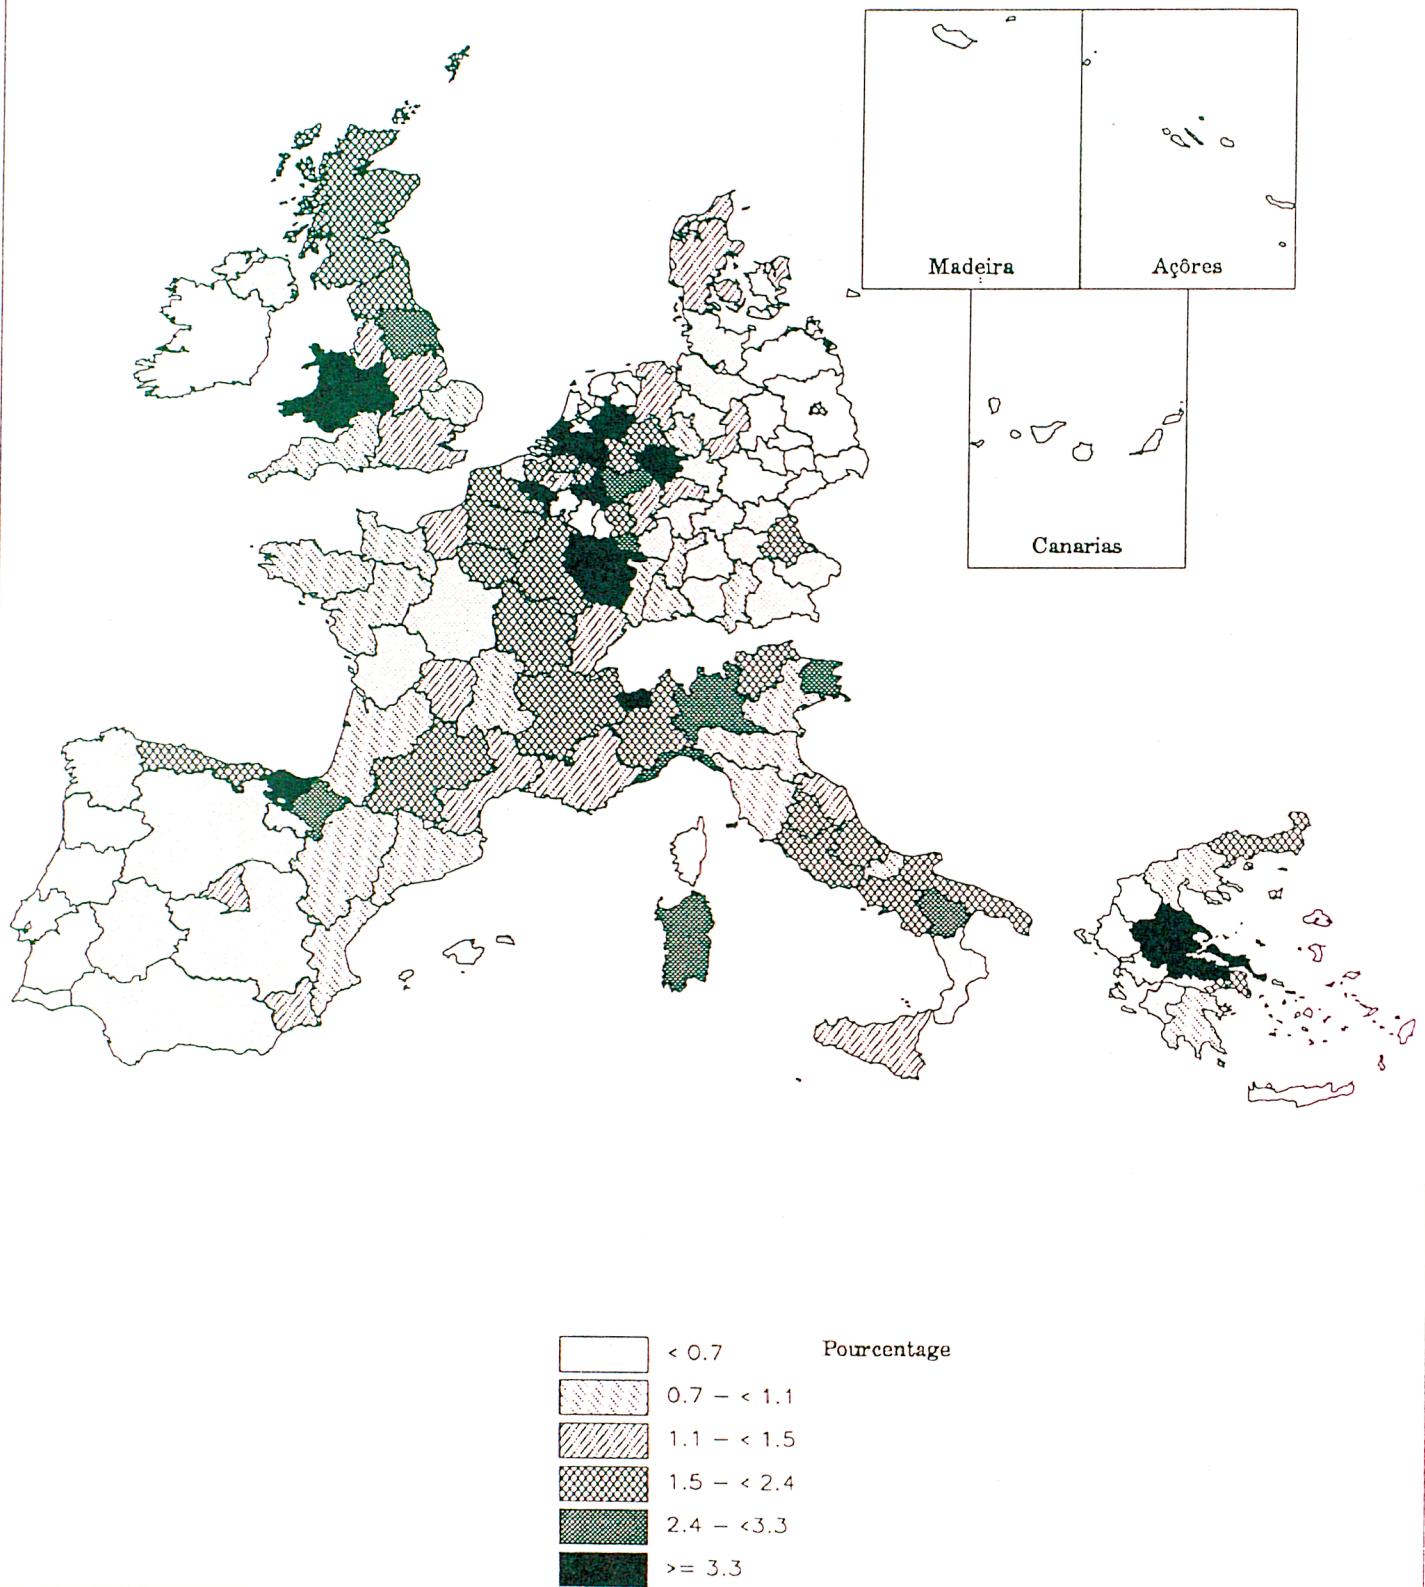 Madeira
Açôres
Canarias
Pourcentage
< 0.7
0.7 – < 1.1
1.1 – < 1.5
1.5 – < 2.4
2.4 – <3.3
>= 3.3